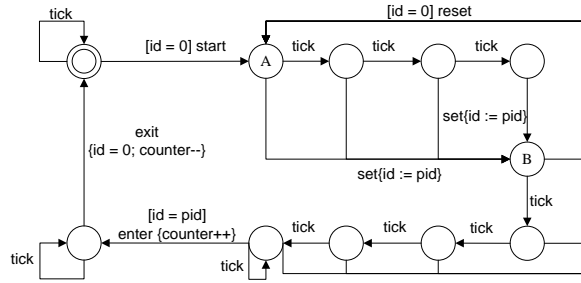 [id = 0] reset
tick
[id = 0] start
tick
tick
tick
A
set{id := pid}
exit
{id = 0; counter--}
B
set{id := pid}
tick
[id = pid]
enter {counter++}
tick
tick
tick
tick
tick